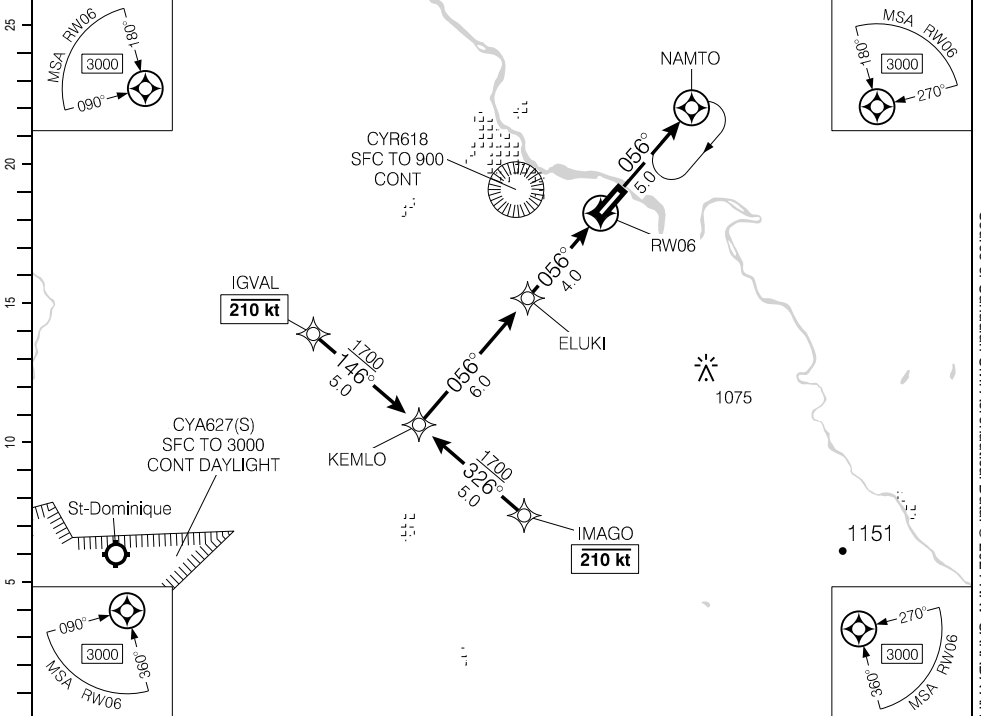 25
20
15
10
5
MSA RW06
180°
3000
090°
MSA RW06
180°
3000
270°
NAMTO
CYR618
SFC TO 900
CONT
056°
5.0
RW06
IGVAL
210 kt
056°
4.0
ELUKI
1700
146°
5.0
056°
6.0
1075
CYA627(S)
SFC TO 3000
CONT DAYLIGHT
KEMLO
1700
326°
5.0
St-Dominique
IMAGO
210 kt
1151
090°
3000
360°
MSA RW06
270°
3000
360°
MSA RW06